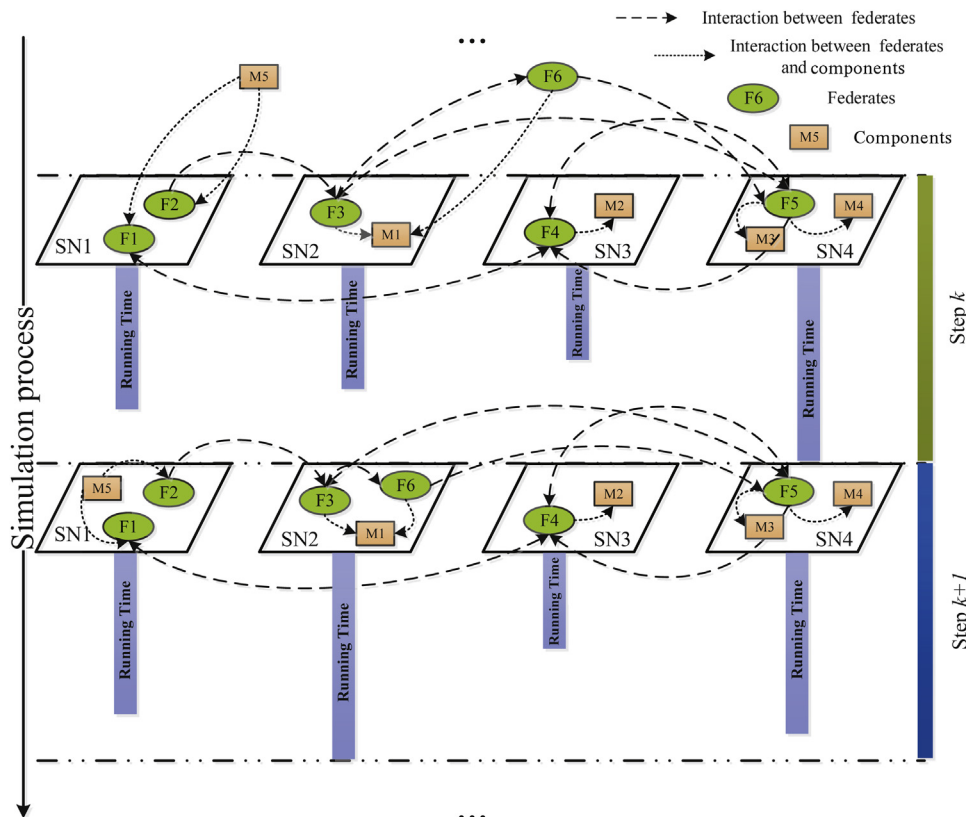 Interaction between federates
...
Interaction between federates
and components
M5
F6
F6
Federates
M5
Components
F2
F1
SN1
F3
M1
SN2
M2
F4
SN3
F5
M4
M3
SN4
Running Time
Running Time
Running Time
Running Time
Step k
Simulation process
M5
F2
F1
SN1
F6
F3
M1
SN2
M2
F4
SN3
F5
M4
M3
SN4
Running Time
Running Time
Running Time
Running Time
Step k+1
...